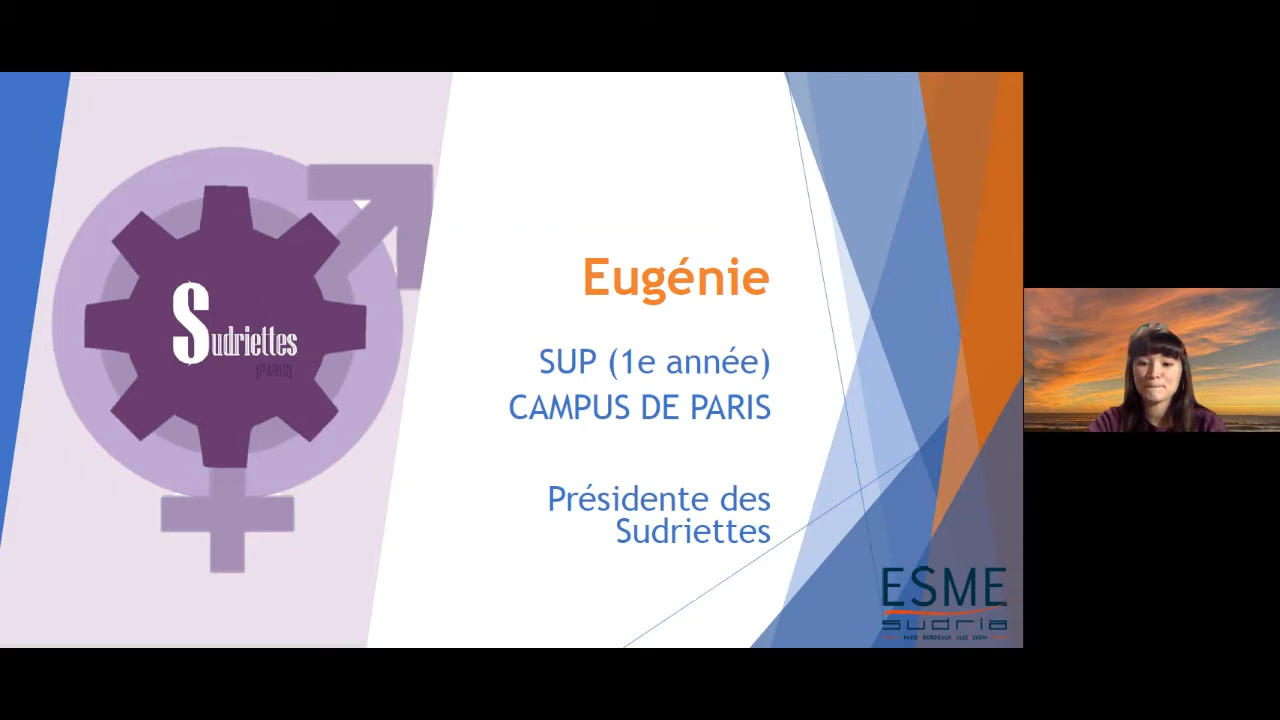 Sudriettes
(PARIS)
Eugénie
SUP (1e année)
CAMPUS DE PARIS
Présidente des
Sudriettes
ESME
sudria
PARIS BORDEAUX LILLE LYON